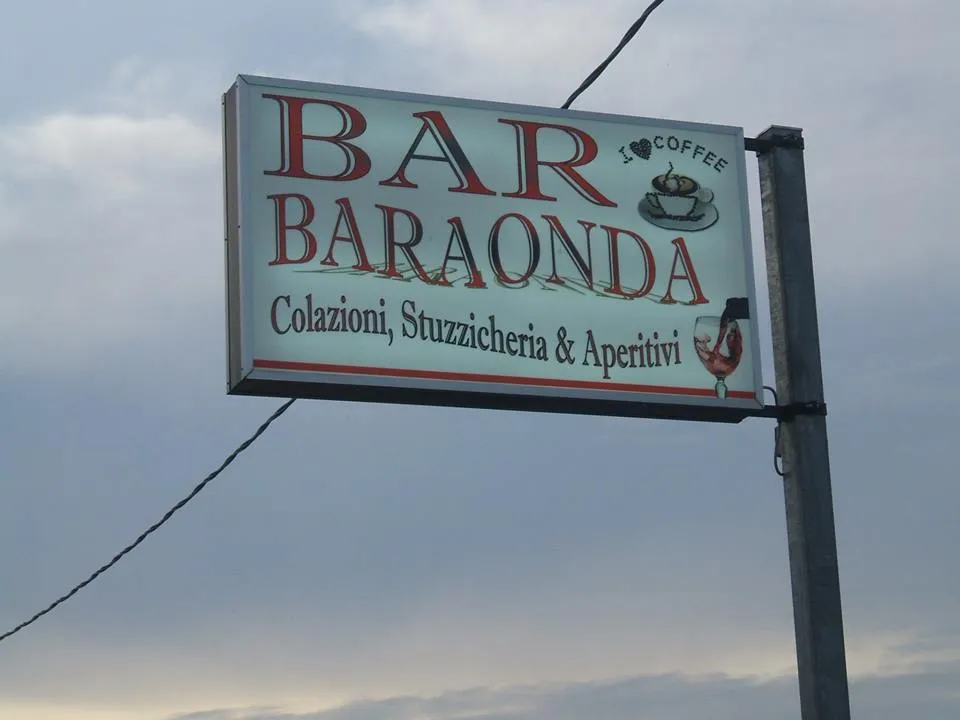 BAR
I ♥ COFFEE
BARAONDA
Colazioni, Stuzzicheria & Aperitivi